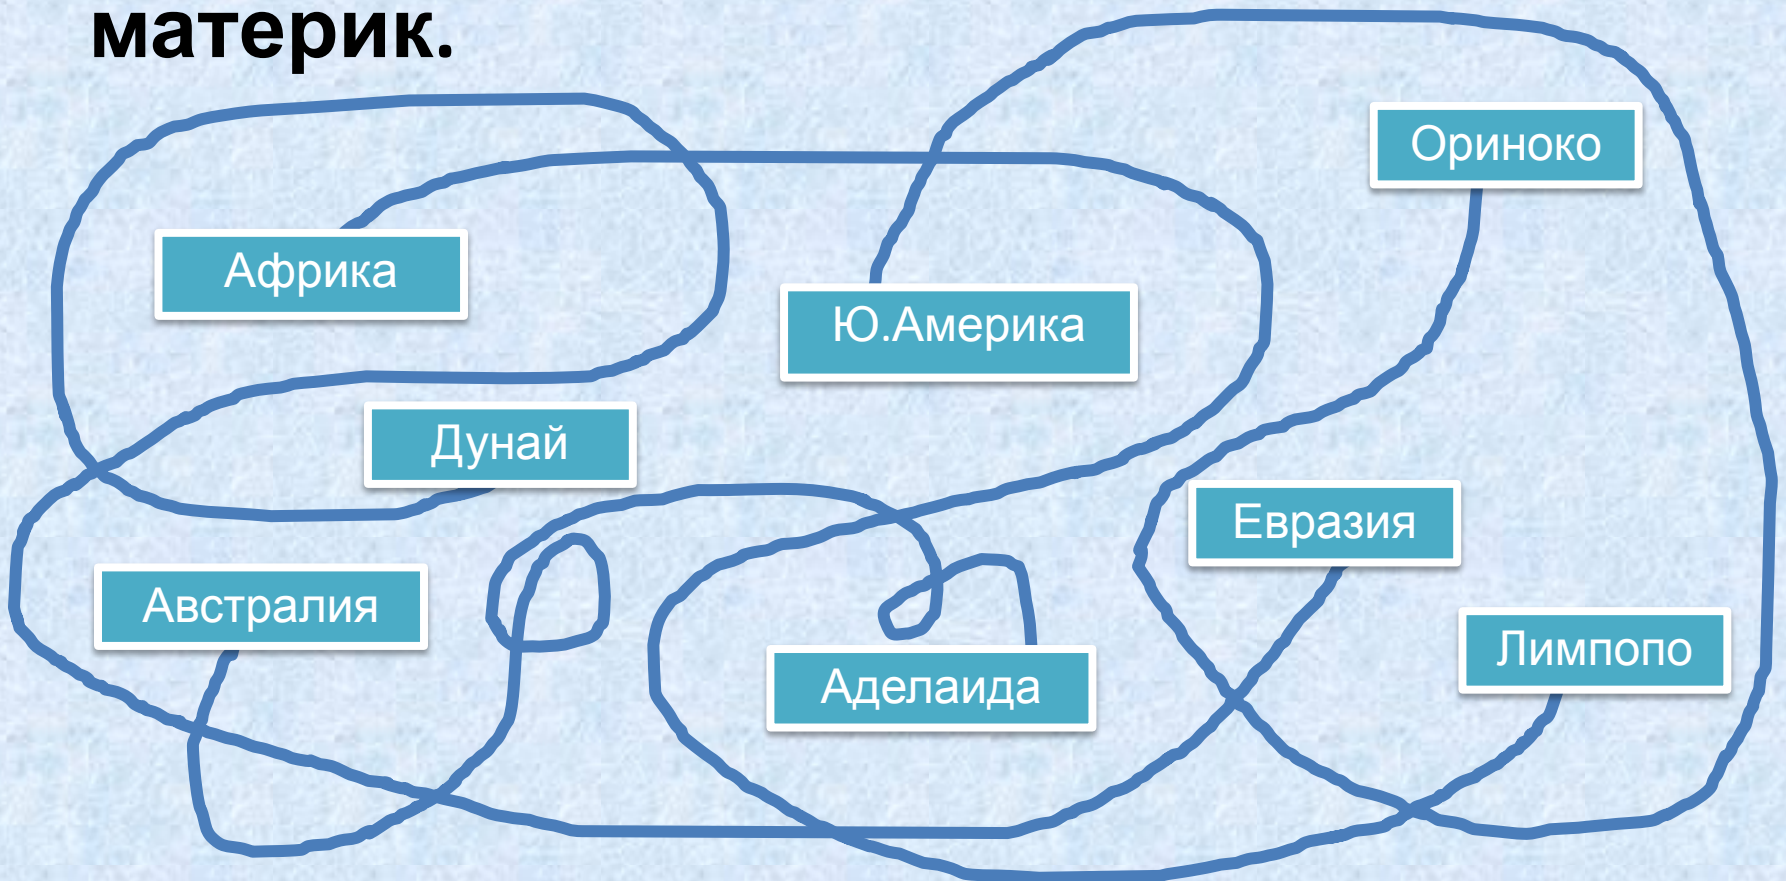 материк.
Ориноко
Африка
Ю.Америка
Дунай
Евразия
Австралия
Лимпопо
Аделаида